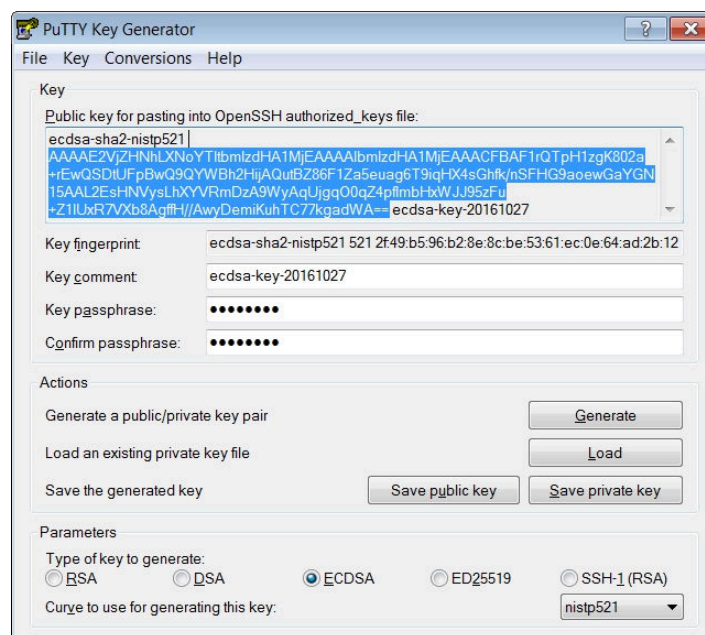 PuTTY Key Generator
File Key Conversions Help
Key
Public key for pasting into OpenSSH authorized_keys file:
ecdsa-sha2-nistp521
AAAAE2VjZHNhLXNoYTItbmlzdHA1MjEAAAAIbmlzdHA1MjEAAACFBAF1rQTpH1zgK802a
+rEwQSDtUFpBwQ9QYWBh2HijAQutBZ86F1Za5euag6T9iqHX4sGhfk/nSFHG9aoewGaYGN
15AAL2EsHNVysLhXYVRmDzA9WyAqUjgqO0qZ4pflmbHxWJJ95zFu
+Z1IUxR7VXb8AgffH//AwyDemiKuhTC77kgadWA== ecdsa-key-20161027
Key fingerprint: ecdsa-sha2-nistp521 521 2f:49:b5:96:b2:8e:8c:be:53:61:ec:0e:64:ad:2b:12
Key comment: ecdsa-key-20161027
Key passphrase: ••••••••
Confirm passphrase: ••••••••
Actions
Generate a public/private key pair Generate
Load an existing private key file Load
Save the generated key Save public key Save private key
Parameters
Type of key to generate:
RSA DSA ECDSA ED25519 SSH-1 (RSA)
Curve to use for generating this key: nistp521